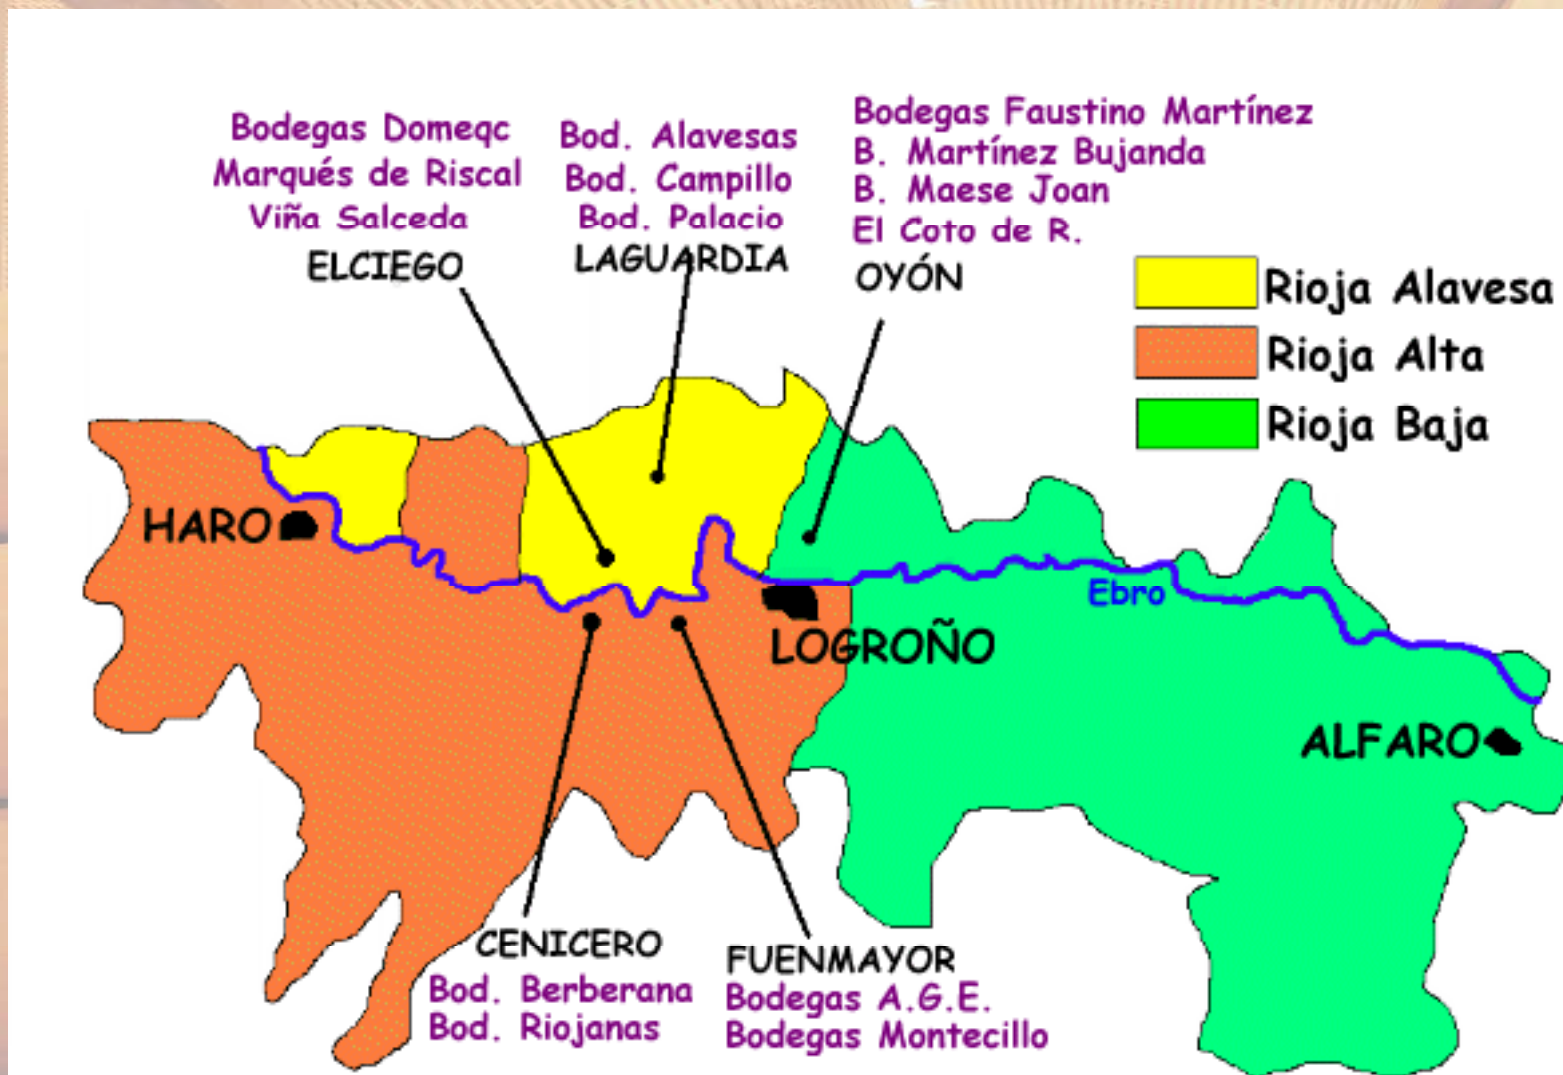 Bodegas Domeqc
Marqués de Riscal
Viña Salceda
ELCIEGO
Bod. Alavesas
Bod. Campillo
Bod. Palacio
LAGUARDIA
Bodegas Faustino Martínez
B. Martínez Bujanda
B. Maese Joan
El Coto de R.
OYÓN
Rioja Alavesa
Rioja Alta
Rioja Baja
HARO
Ebro
LOGROÑO
ALFARO
CENICERO
Bod. Berberana
Bod. Riojanas
FUENMAYOR
Bodegas A.G.E.
Bodegas Montecillo